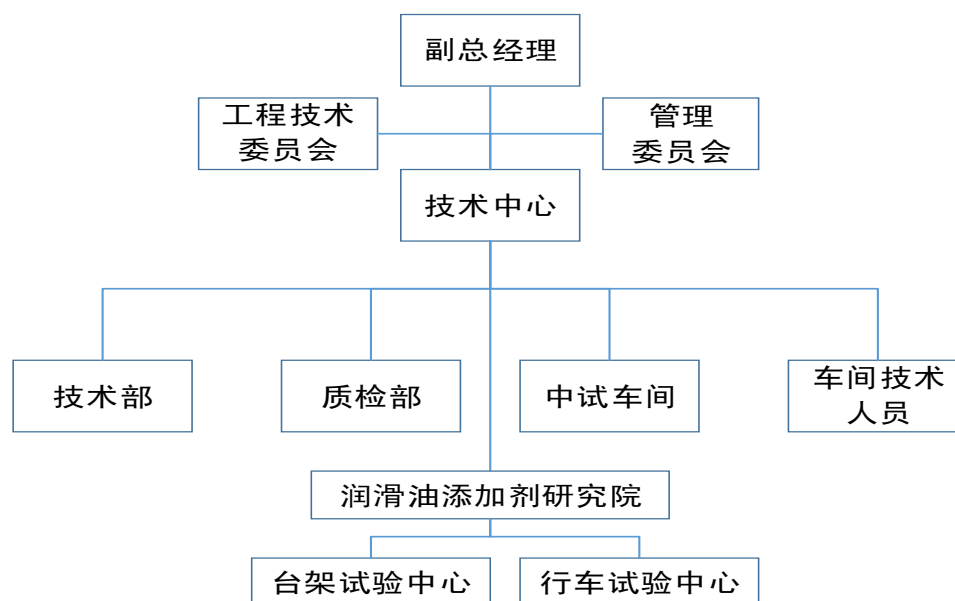 副总经理
工程技术
委员会
管理
委员会
技术中心
技术部
质检部
中试车间
车间技术
人员
润滑油添加剂研究院
台架试验中心
行车试验中心